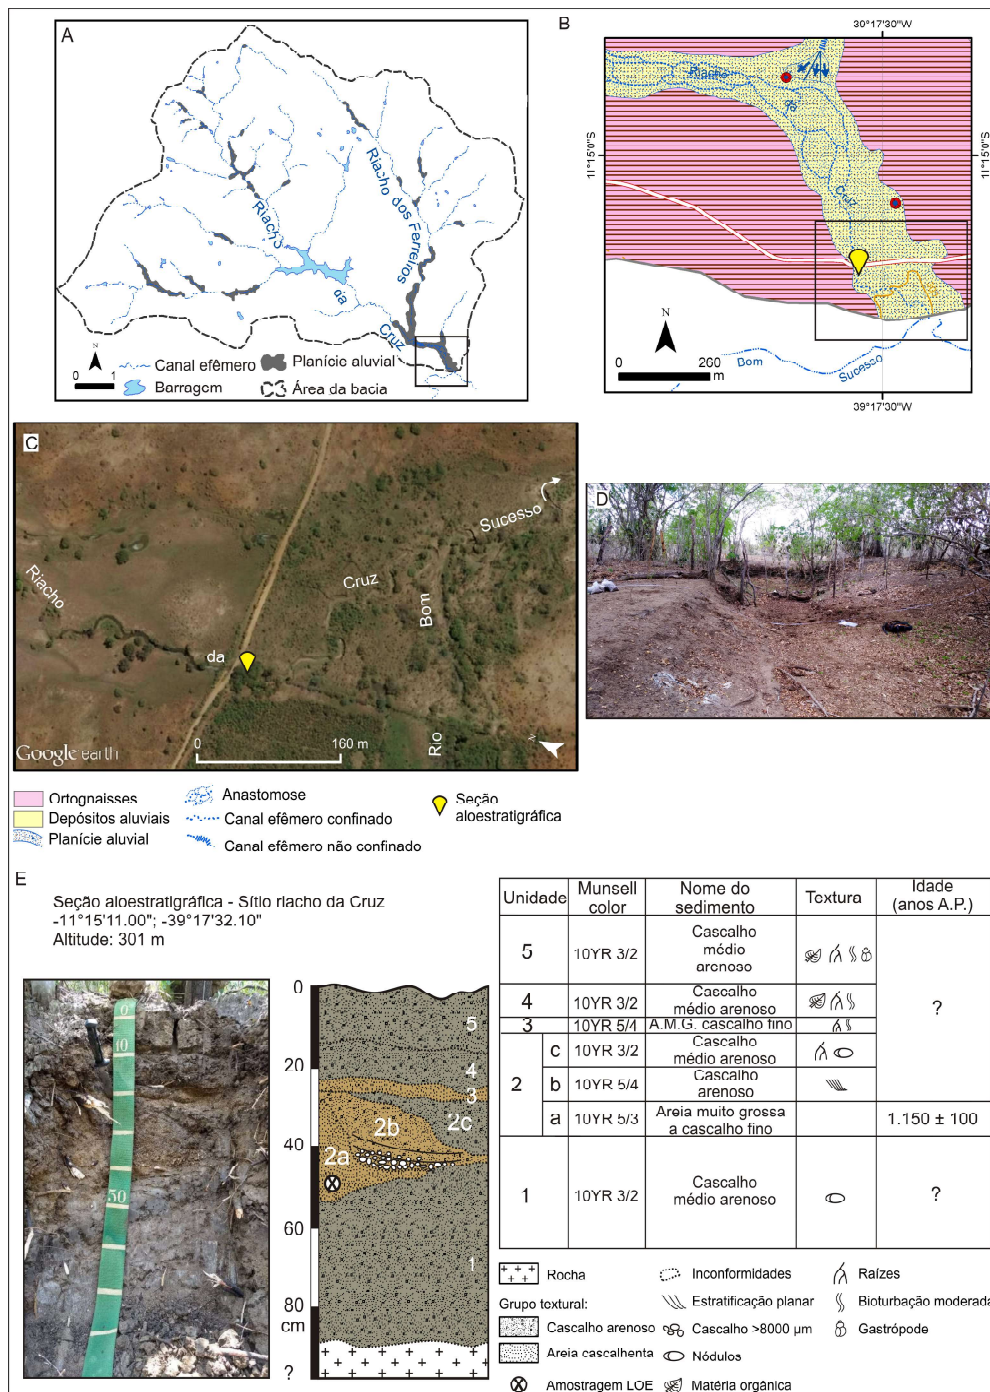 A
Riacho
Riacho dos Ferreiros
da
Cruz
N
0 1
Canal efêmero
Planície aluvial
Barragem
Área da bacia
B
30°17'30"W
11°15'0"S
11°15'0"S
Riacho
da
Cruz
N
0 260
m
Bom
Sucesso
39°17'30"W
C
Riacho
da
Cruz
Bom
Sucesso
Rio
Google earth
0 160 m
N
D
Ortognaisses
Depósitos aluviais
Planície aluvial
Anastomose
Canal efêmero confinado
Canal efêmero não confinado
Seção
aloestratigráfica
E
Seção aloestratigráfica - Sítio riacho da Cruz
-11°15'11.00"; -39°17'32.10"
Altitude: 301 m
0
10
50
0
20
40
60
80
cm
?
5
4
3
2c
2b
2a
1
Unidade Munsell color Nome do sedimento Textura Idade (anos A.P.)
5 10YR 3/2 Cascalho médio arenoso ?
4 10YR 3/2 Cascalho médio arenoso
3 10YR 5/4 A.M.G. cascalho fino
2 c 10YR 3/2 Cascalho médio arenoso
b 10YR 5/4 Cascalho arenoso
a 10YR 5/3 Areia muito grossa a cascalho fino 1.150 ± 100
1 10YR 3/2 Cascalho médio arenoso ?
Rocha
Inconformidades
Raízes
Grupo textural:
Estratificação planar
Bioturbação moderada
Cascalho arenoso
Cascalho >8000 µm
Gastrópode
Areia cascalhenta
Nódulos
Amostragem LOE
Matéria orgânica